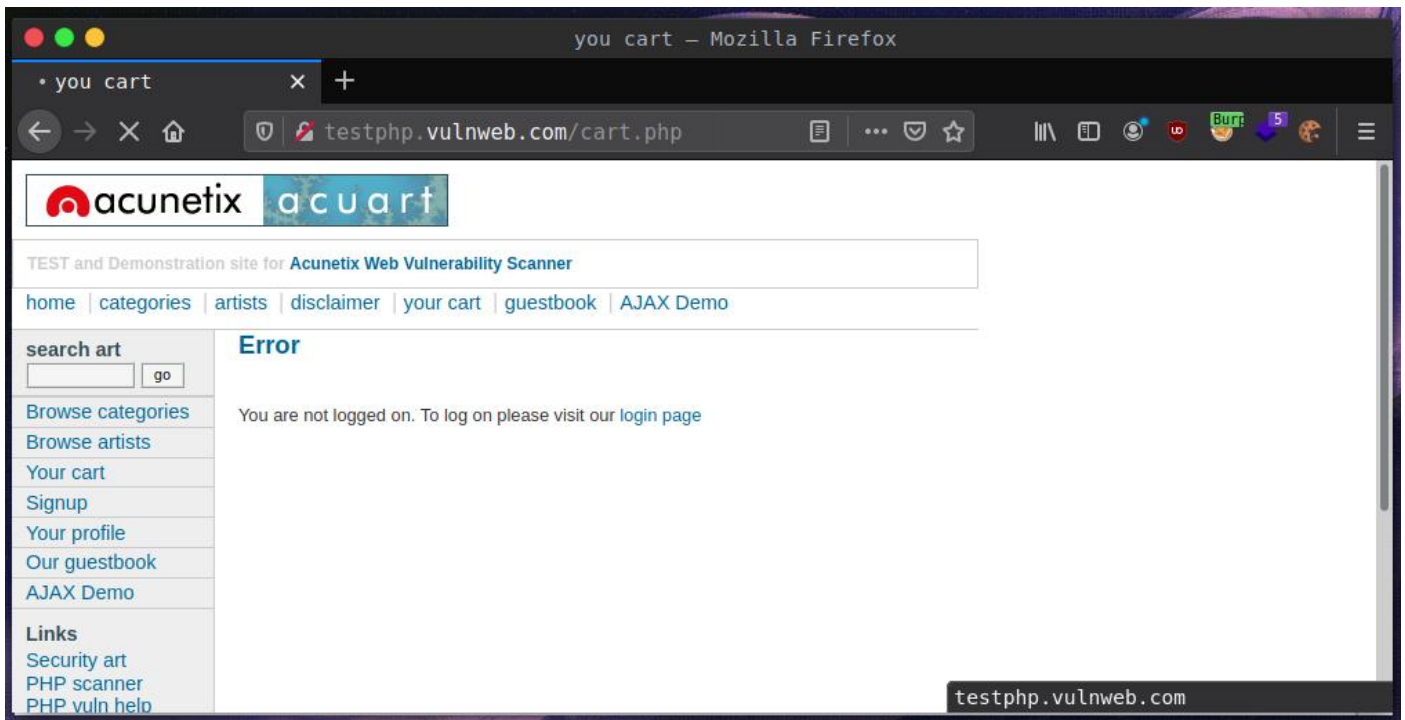 you cart – Mozilla Firefox
• you cart
testphp.vulnweb.com/cart.php
Burp
5
acunetix acuart
TEST and Demonstration site for Acunetix Web Vulnerability Scanner
home | categories | artists | disclaimer | your cart | guestbook | AJAX Demo
search art
go
Browse categories
Browse artists
Your cart
Signup
Your profile
Our guestbook
AJAX Demo
Links
Security art
PHP scanner
PHP vuln help
Error
You are not logged on. To log on please visit our login page
testphp.vulnweb.com